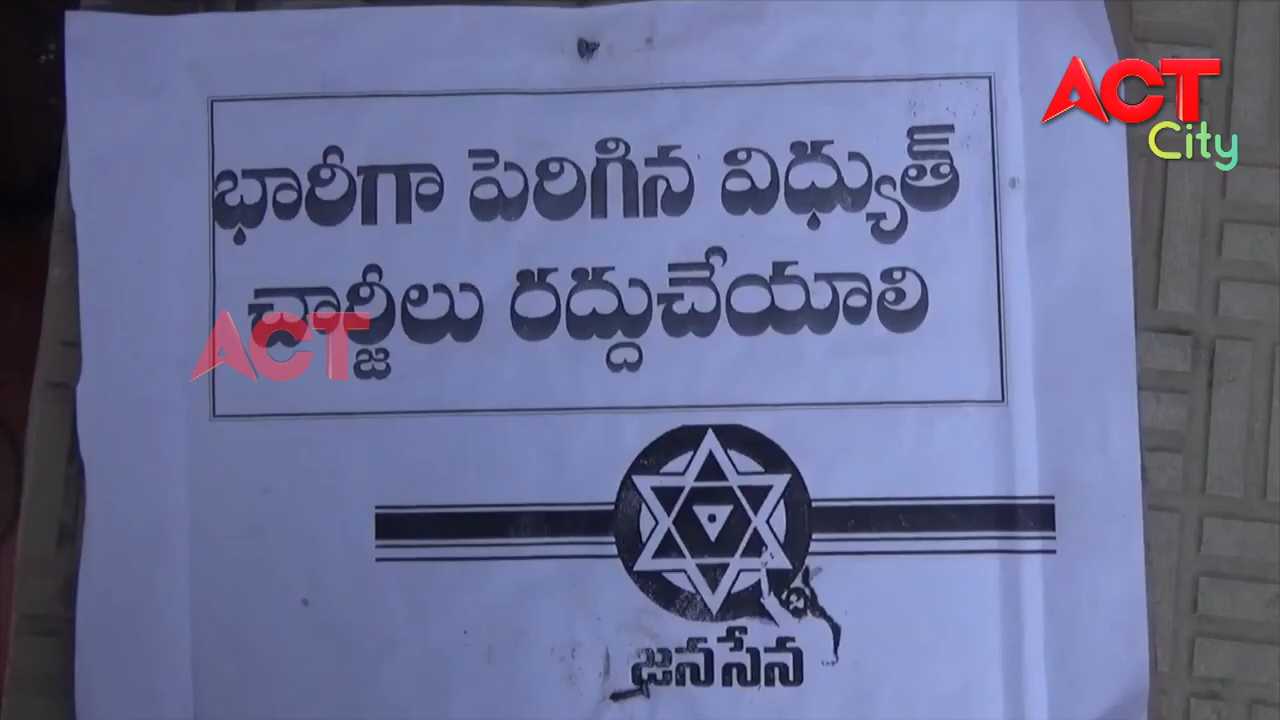 ACT
City
భారీగా పెరిగిన విధ్యుత్
చార్జీలు రద్దుచేయాలి
ACT
జనసేన